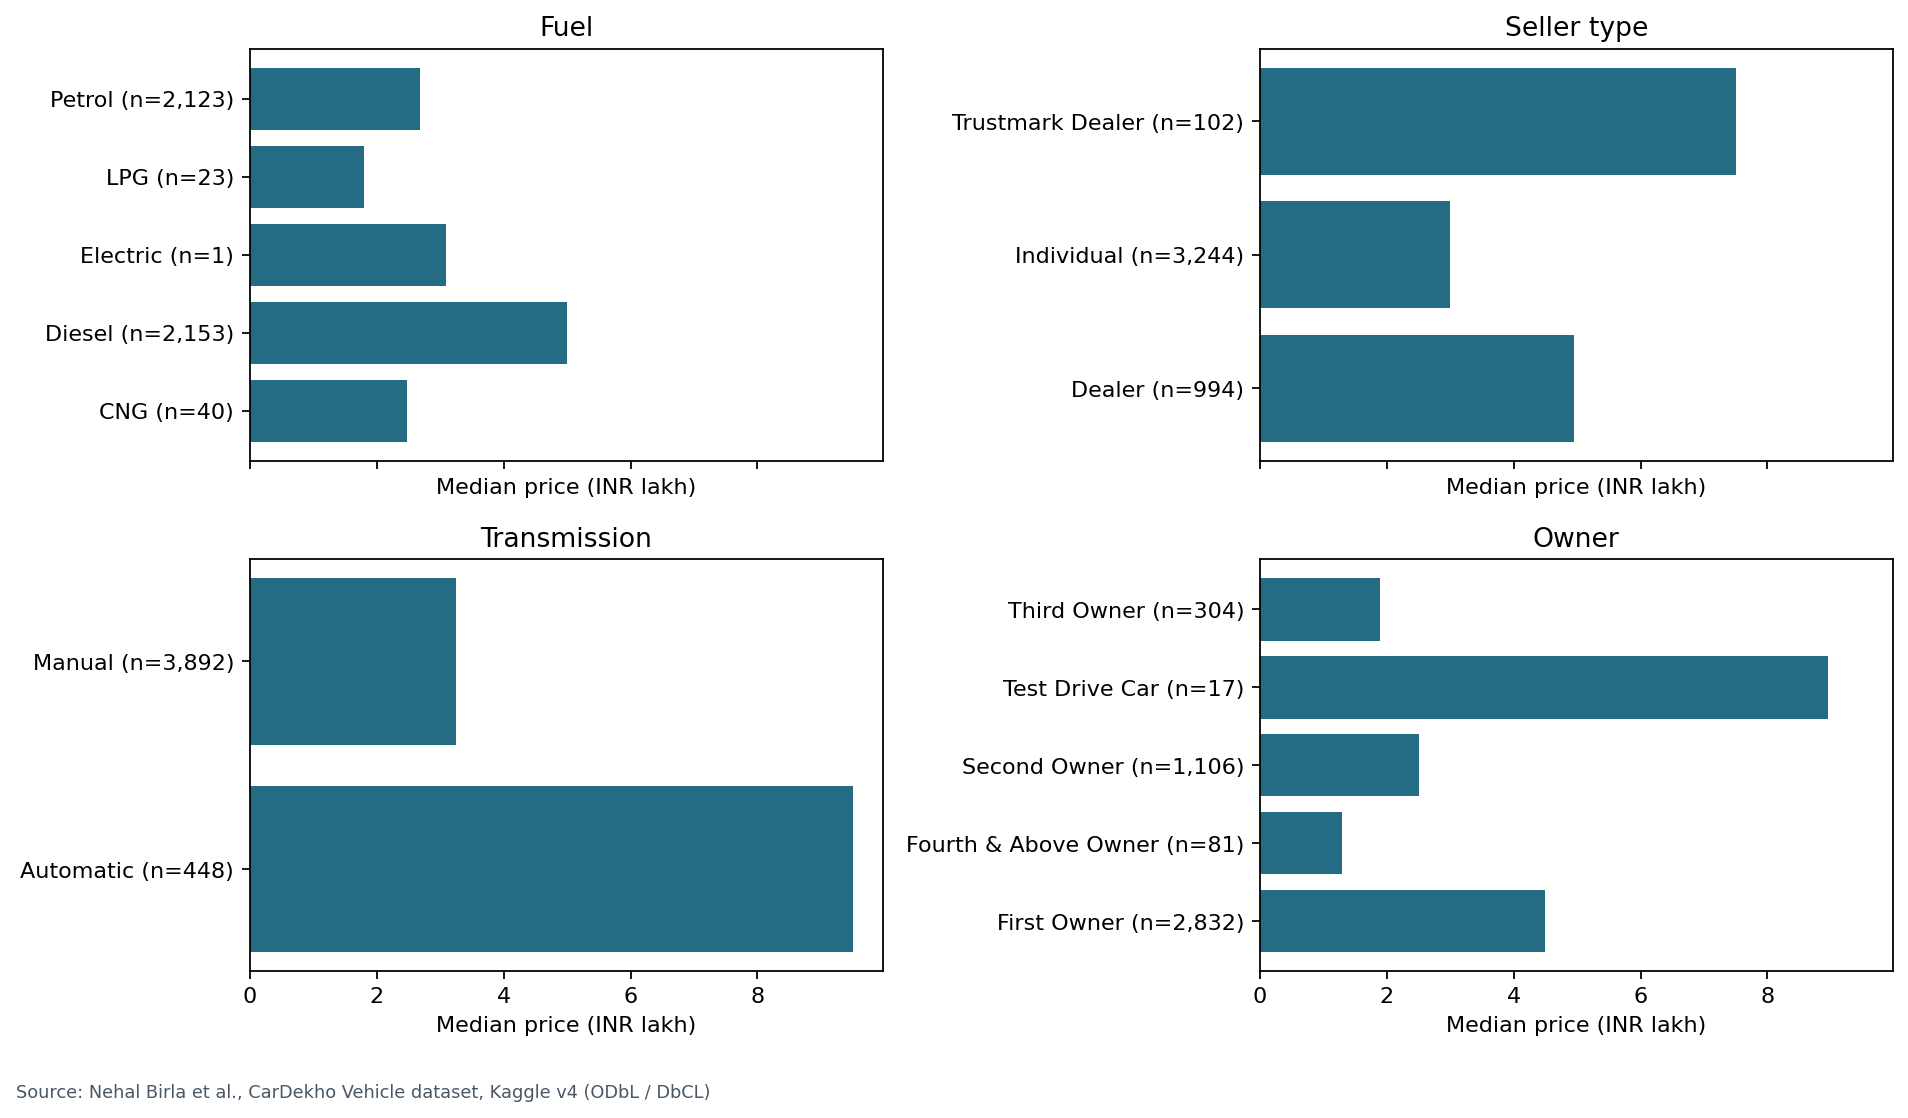 Fuel
Petrol (n=2,123)
LPG (n=23)
Electric (n=1)
Diesel (n=2,153)
CNG (n=40)
Median price (INR lakh)
Seller type
Trustmark Dealer (n=102)
Individual (n=3,244)
Dealer (n=994)
Median price (INR lakh)
Transmission
Manual (n=3,892)
Automatic (n=448)
0 2 4 6 8
Median price (INR lakh)
Owner
Third Owner (n=304)
Test Drive Car (n=17)
Second Owner (n=1,106)
Fourth & Above Owner (n=81)
First Owner (n=2,832)
0 2 4 6 8
Median price (INR lakh)
Source: Nehal Birla et al., CarDekho Vehicle dataset, Kaggle v4 (ODbL / DbCL)